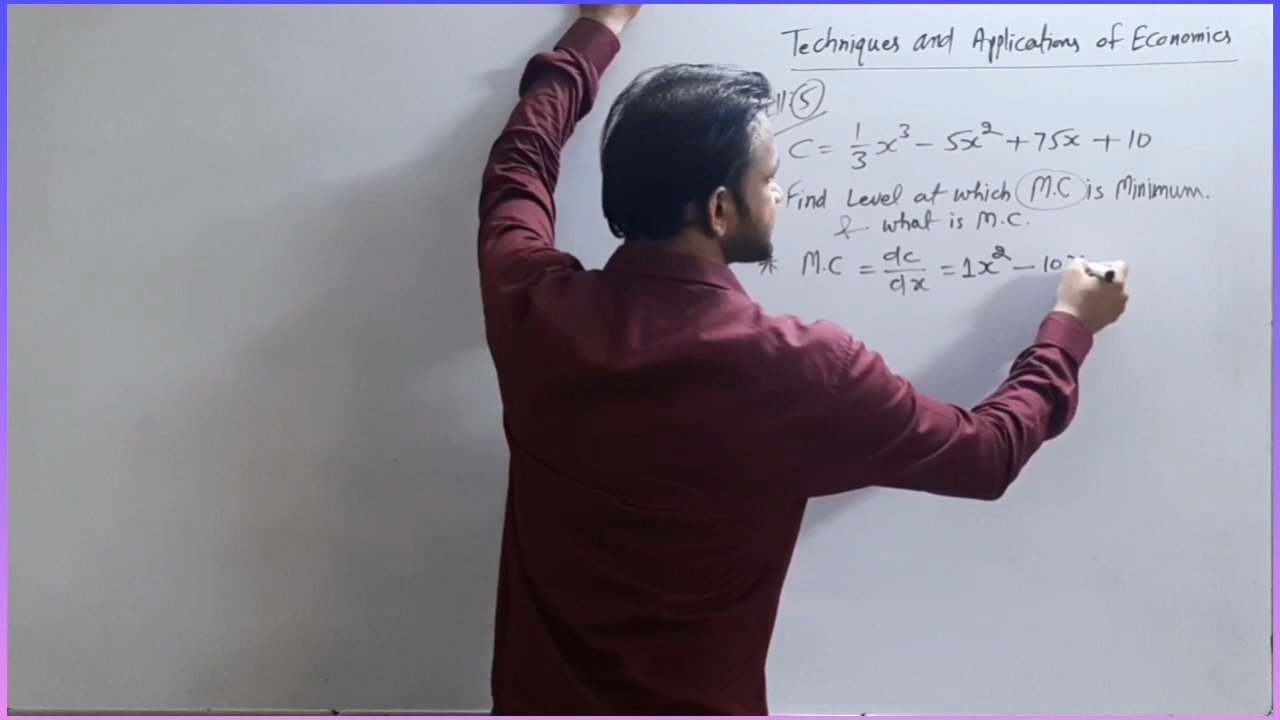 Techniques and Applications of Economics
5
C = 1/3 x³ - 5x² + 75x + 10
Find Level at which M.C is Minimum.
& what is M.C.
* M.C = dc/dx = 1x² - 10